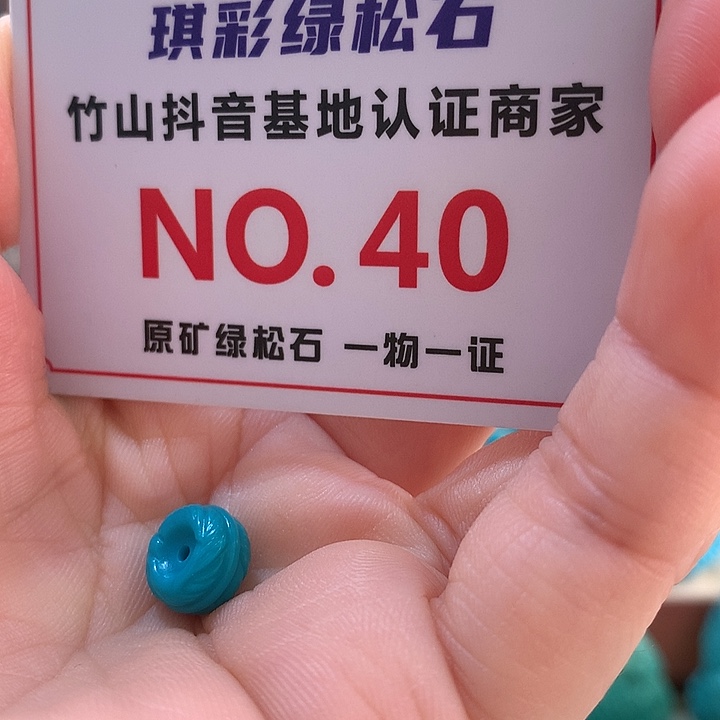 琪彩绿松石
竹山抖音基地认证商家
NO. 40
原矿绿松石 一物一证